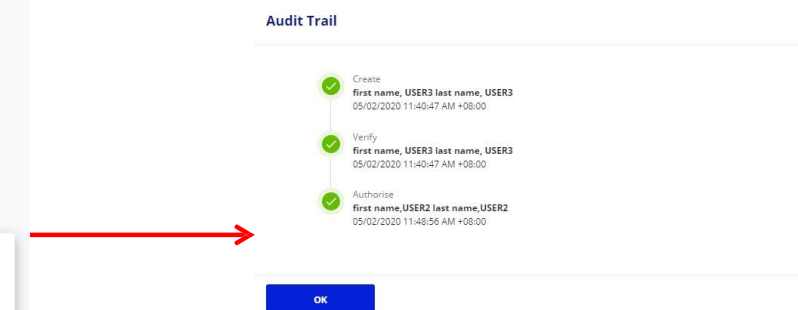 Audit Trail
Create
first name, USER3 last name, USER3
05/02/2020 11:40:47 AM +08:00
Verify
first name, USER3 last name, USER3
05/02/2020 11:40:47 AM +08:00
Authorise
first name,USER2 last name,USER2
05/02/2020 11:48:56 AM +08:00
OK